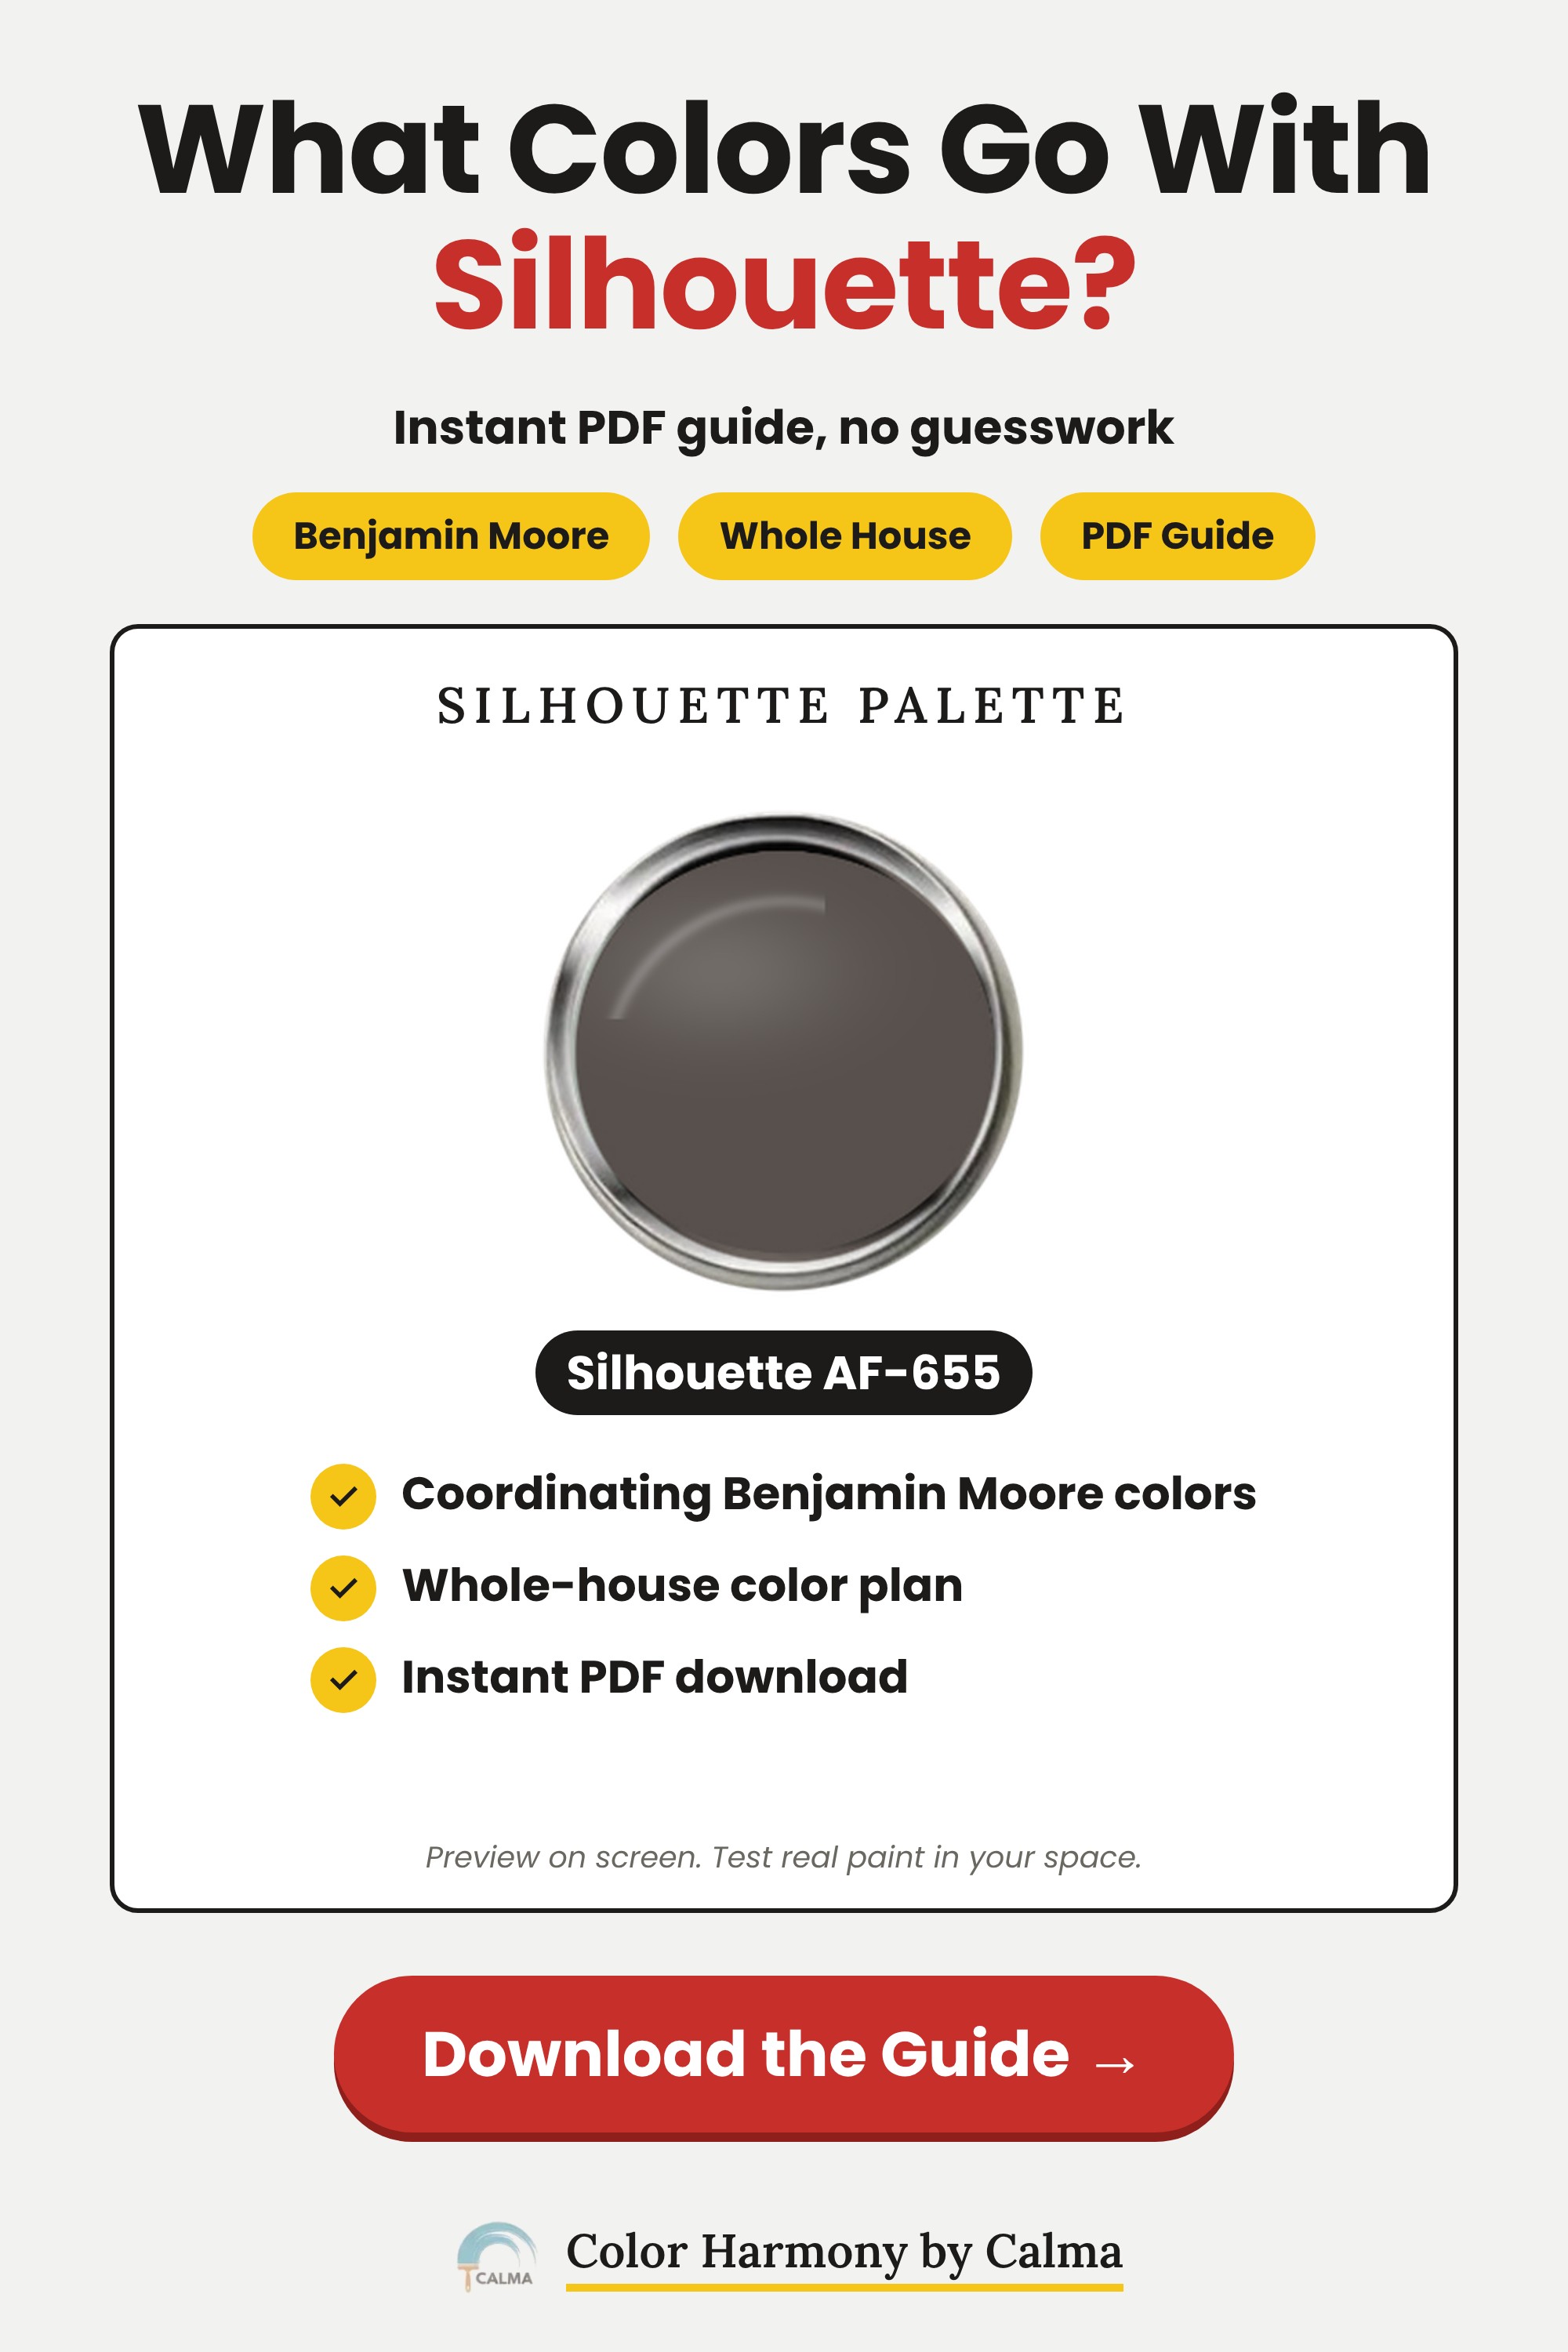 What Colors Go With
Silhouette?
Instant PDF guide, no guesswork
Benjamin Moore
Whole House
PDF Guide
SILHOUETTE PALETTE
Silhouette AF-655
Coordinating Benjamin Moore colors
Whole-house color plan
Instant PDF download
Preview on screen. Test real paint in your space.
Download the Guide →
CALMA
Color Harmony by Calma